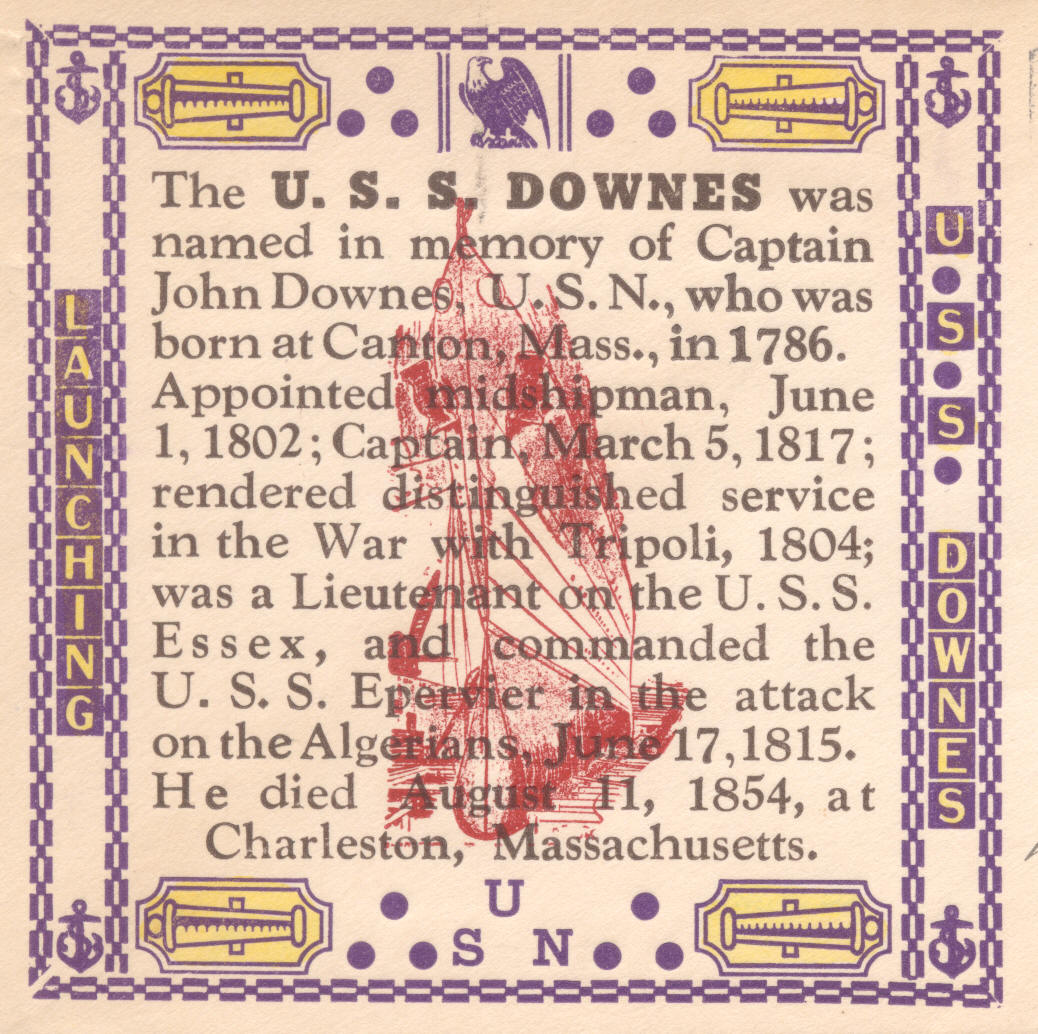 The U. S. S. DOWNES was
named in memory of Captain
John Downes, U. S. N., who was
born at Canton, Mass., in 1786.
Appointed midshipman, June
1, 1802; Captain, March 5, 1817;
rendered distinguished service
in the War with Tripoli, 1804;
was a Lieutenant on the U. S. S.
Essex, and commanded the
U. S. S. Epervier in the attack
on the Algerians, June 17, 1815.
He died August 11, 1854, at
Charleston, Massachusetts.
LAUNCHING
U • S • S • DOWNES
U
S N